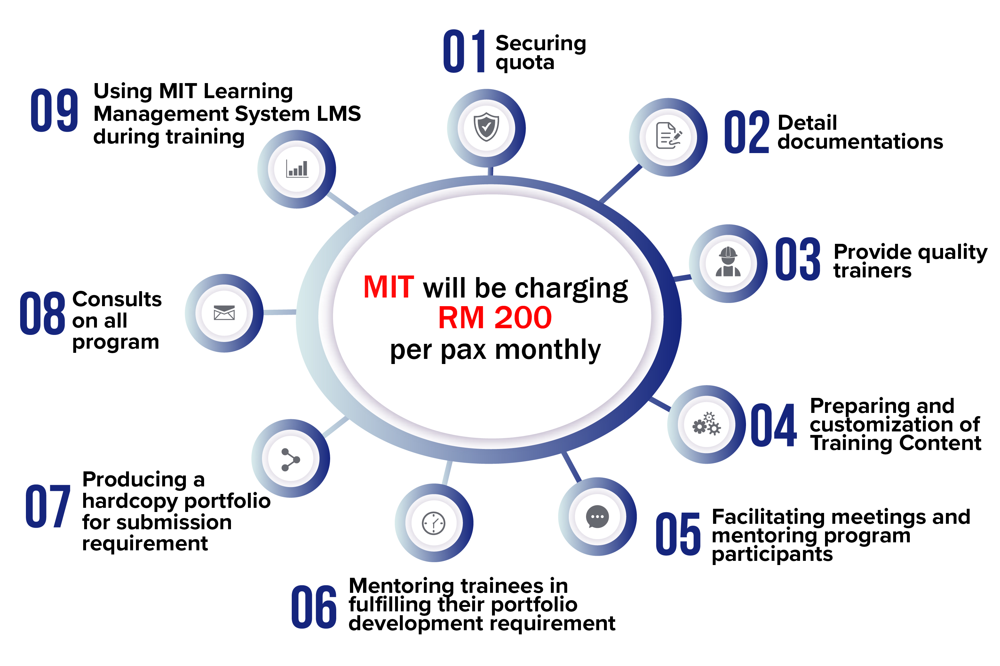 01
Securing
quota
02
Detail
documentations
03
Provide quality
trainers
04
Preparing and
customization of
Training Content
05
Facilitating meetings and
mentoring program
participants
06
Mentoring trainees in
fulfilling their portfolio
development requirement
07
Producing a
hardcopy portfolio
for submission
requirement
08
Consults
on all
program
09
Using MIT Learning
Management System LMS
during training
MIT will be charging
RM 200
per pax monthly